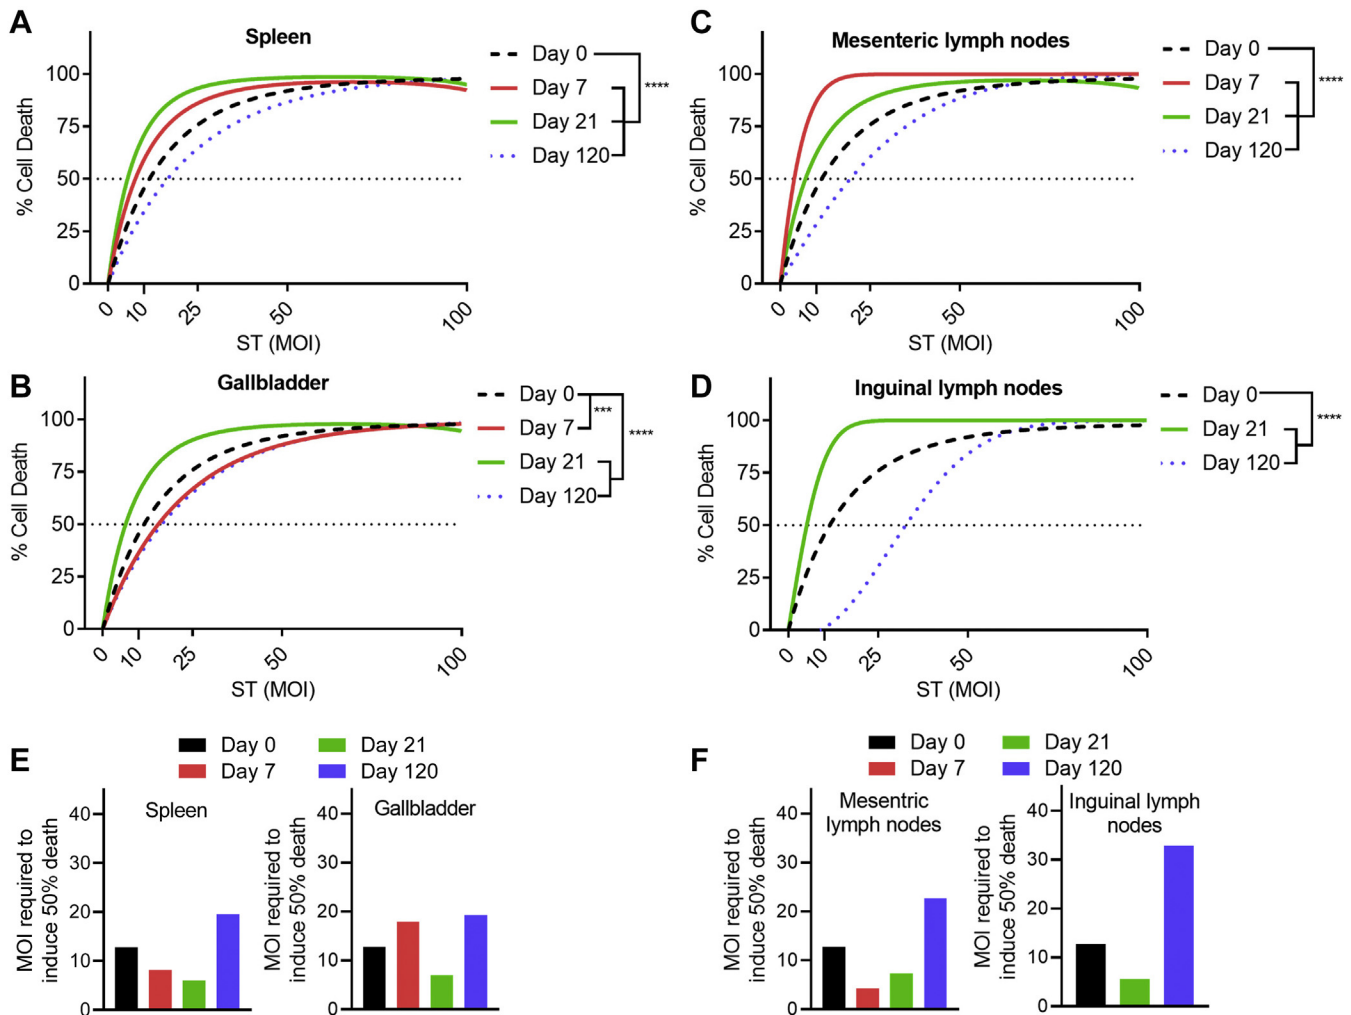 A
Spleen
% Cell Death
100
75
50
25
0
0
10
25
50
100
ST (MOI)
Day 0
Day 7
Day 21
Day 120
****
C
Mesenteric lymph nodes
% Cell Death
100
75
50
25
0
0
10
25
50
100
ST (MOI)
Day 0
Day 7
Day 21
Day 120
****
B
Gallbladder
% Cell Death
100
75
50
25
0
0
10
25
50
100
ST (MOI)
Day 0
Day 7
Day 21
Day 120
***
****
D
Inguinal lymph nodes
% Cell Death
100
75
50
25
0
0
10
25
50
100
ST (MOI)
Day 0
Day 21
Day 120
****
E
Day 0
Day 21
Day 7
Day 120
Spleen
MOI required to
induce 50% death
40
30
20
10
0
Gallbladder
MOI required to
induce 50% death
40
30
20
10
0
F
Day 0
Day 21
Day 7
Day 120
Mesentric
lymph nodes
MOI required to
induce 50% death
40
30
20
10
0
Inguinal lymph
nodes
MOI required to
induce 50% death
40
30
20
10
0